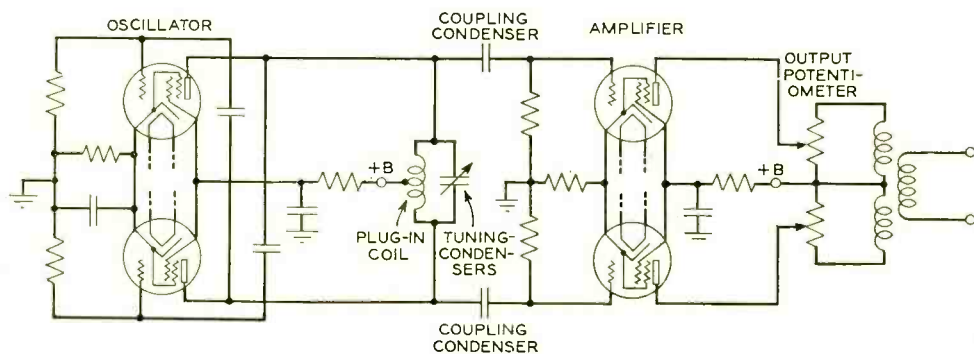 OSCILLATOR
COUPLING
CONDENSER
AMPLIFIER
OUTPUT
POTENTI-
OMETER
+B
+B
PLUG-IN
COIL
TUNING-
CONDEN-
SERS
COUPLING
CONDENSER